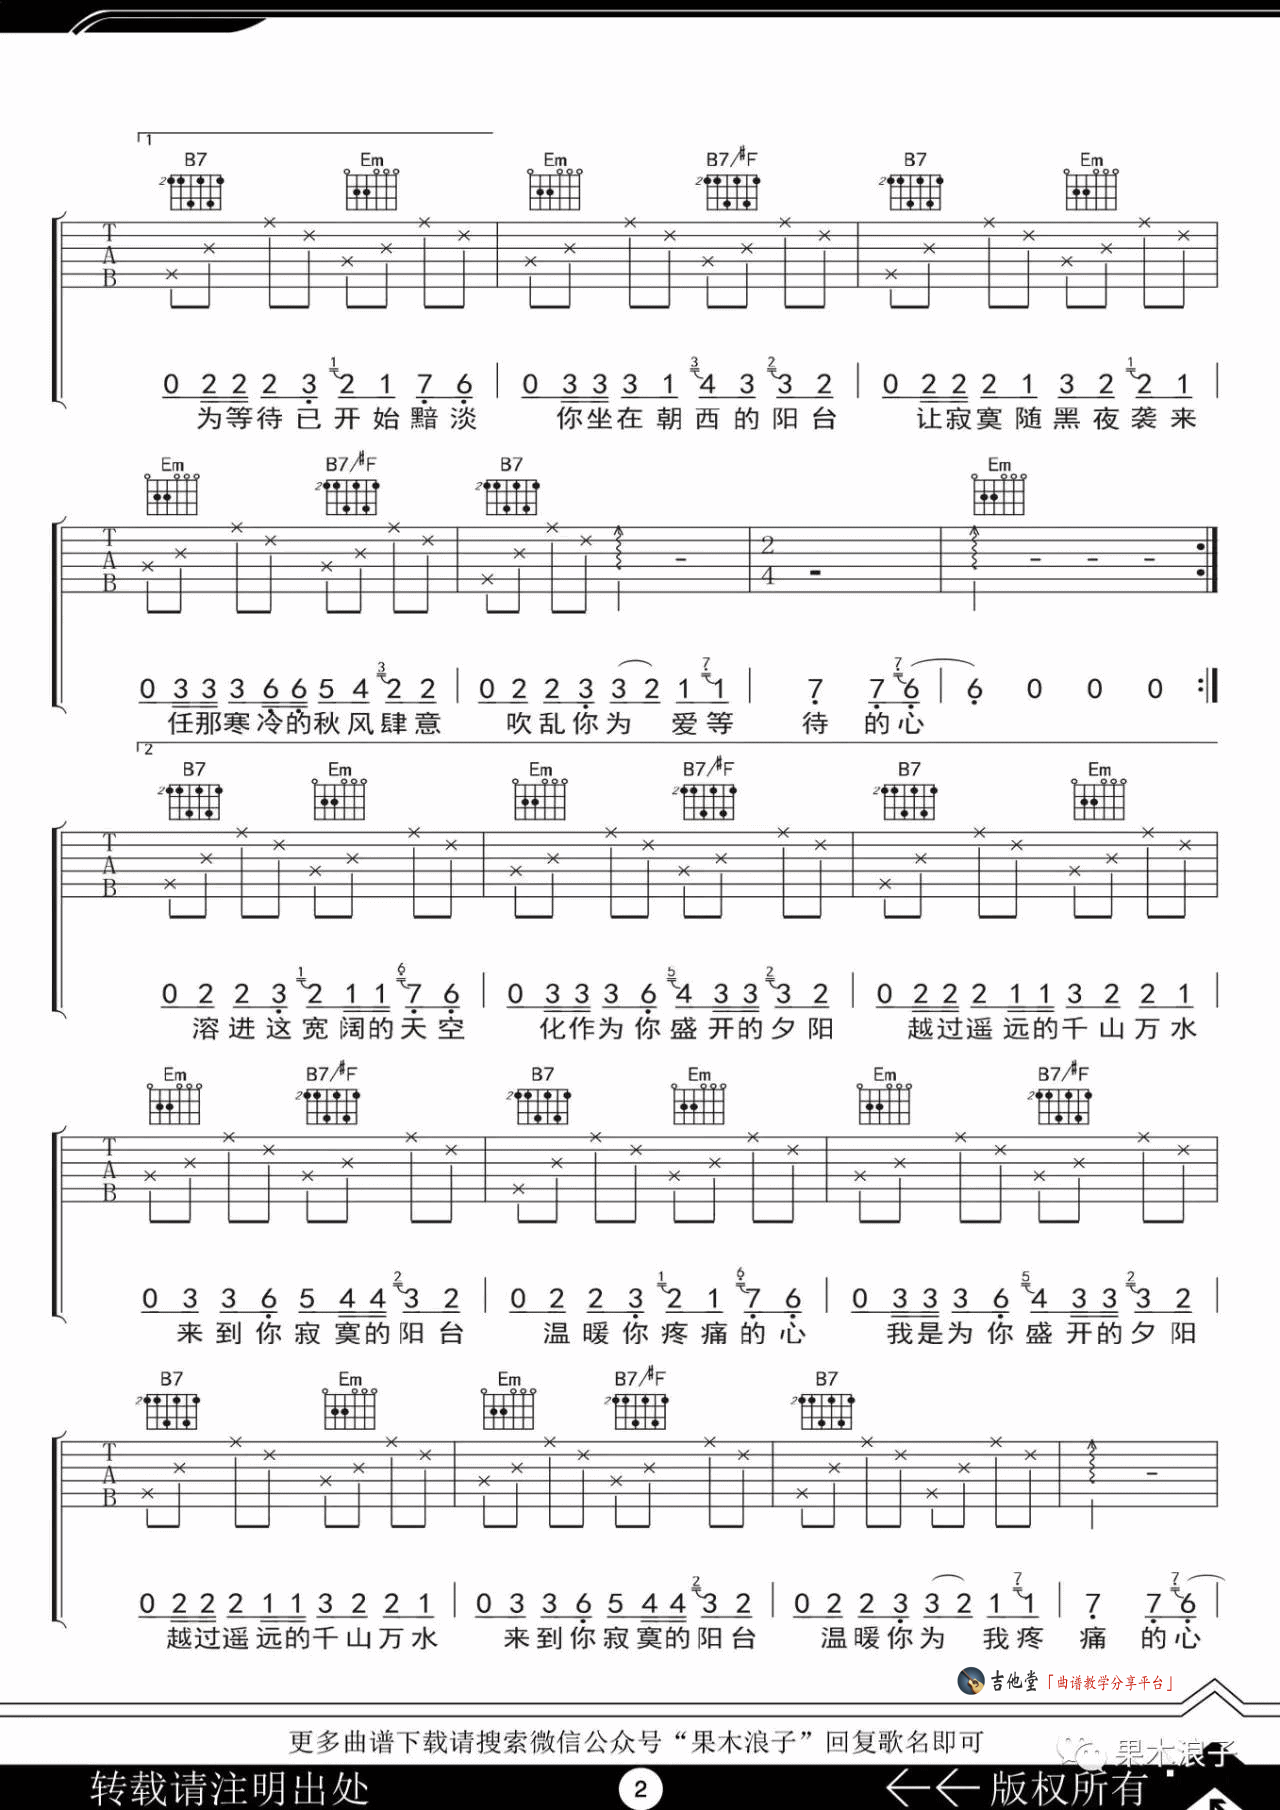 1
B7 Em Em B7/#F B7 Em
2 2 2
T
A
B
1 3 2 1
0 2 2 2 3 2 1 7 6 | 0 3 3 3 1 4 3 3 2 | 0 2 2 2 1 3 2 2 1 |
为等待已开始黯淡 你坐在朝西的阳台 让寂寞随黑夜袭来
Em B7/#F B7 Em
2 2
T
A
B
2
4
3 7 7
0 3 3 3 6 6 5 4 2 2 | 0 2 2 3 3 2 1 1 | 7 7 6 | 6 0 0 0 :||
任那寒冷的秋风肆意 吹乱你为 爱等 待 的心
2
B7 Em Em B7/#F B7 Em
2 2 2
T
A
B
1 6 5 2
0 2 2 3 2 1 1 7 6 | 0 3 3 3 6 4 3 3 3 2 | 0 2 2 2 1 1 3 2 2 1 |
溶进这宽阔的天空 化作为你盛开的夕阳 越过遥远的千山万水
Em B7/#F B7 Em Em B7/#F
2 2 2
T
A
B
2 1 6 5 2
0 3 3 6 5 4 4 3 2 | 0 2 2 3 2 1 7 6 | 0 3 3 3 6 4 3 3 3 2 |
来到你寂寞的阳台 温暖你疼痛的心 我是为你盛开的夕阳
B7 Em Em B7/#F B7
2 2 2
T
A
B
2 7 7
0 2 2 2 1 1 3 2 2 1 | 0 3 3 6 5 4 4 3 2 | 0 2 2 3 3 2 1 1 | 7 7 6 |
越过遥远的千山万水 来到你寂寞的阳台 温暖你为 我疼 痛 的心
吉他堂「曲谱教学分享平台」
更多曲谱下载请搜索微信公众号“果木浪子”回复歌名即可
果木浪子
转载请注明出处 2 版权所有